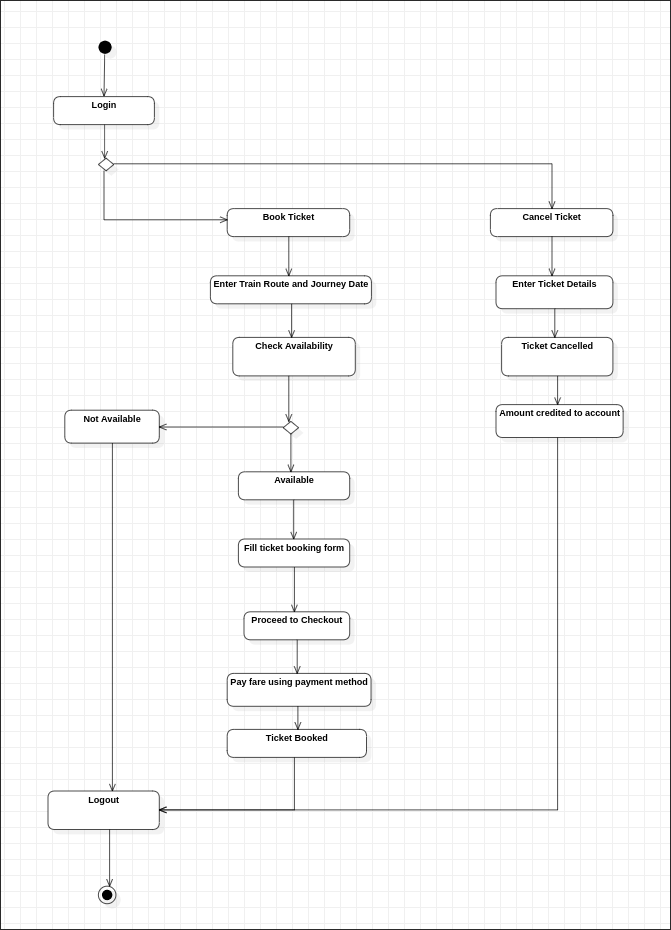 Login
Book Ticket
Cancel Ticket
Enter Train Route and Journey Date
Enter Ticket Details
Check Availability
Ticket Cancelled
Not Available
Amount credited to account
Available
Fill ticket booking form
Proceed to Checkout
Pay fare using payment method
Ticket Booked
Logout